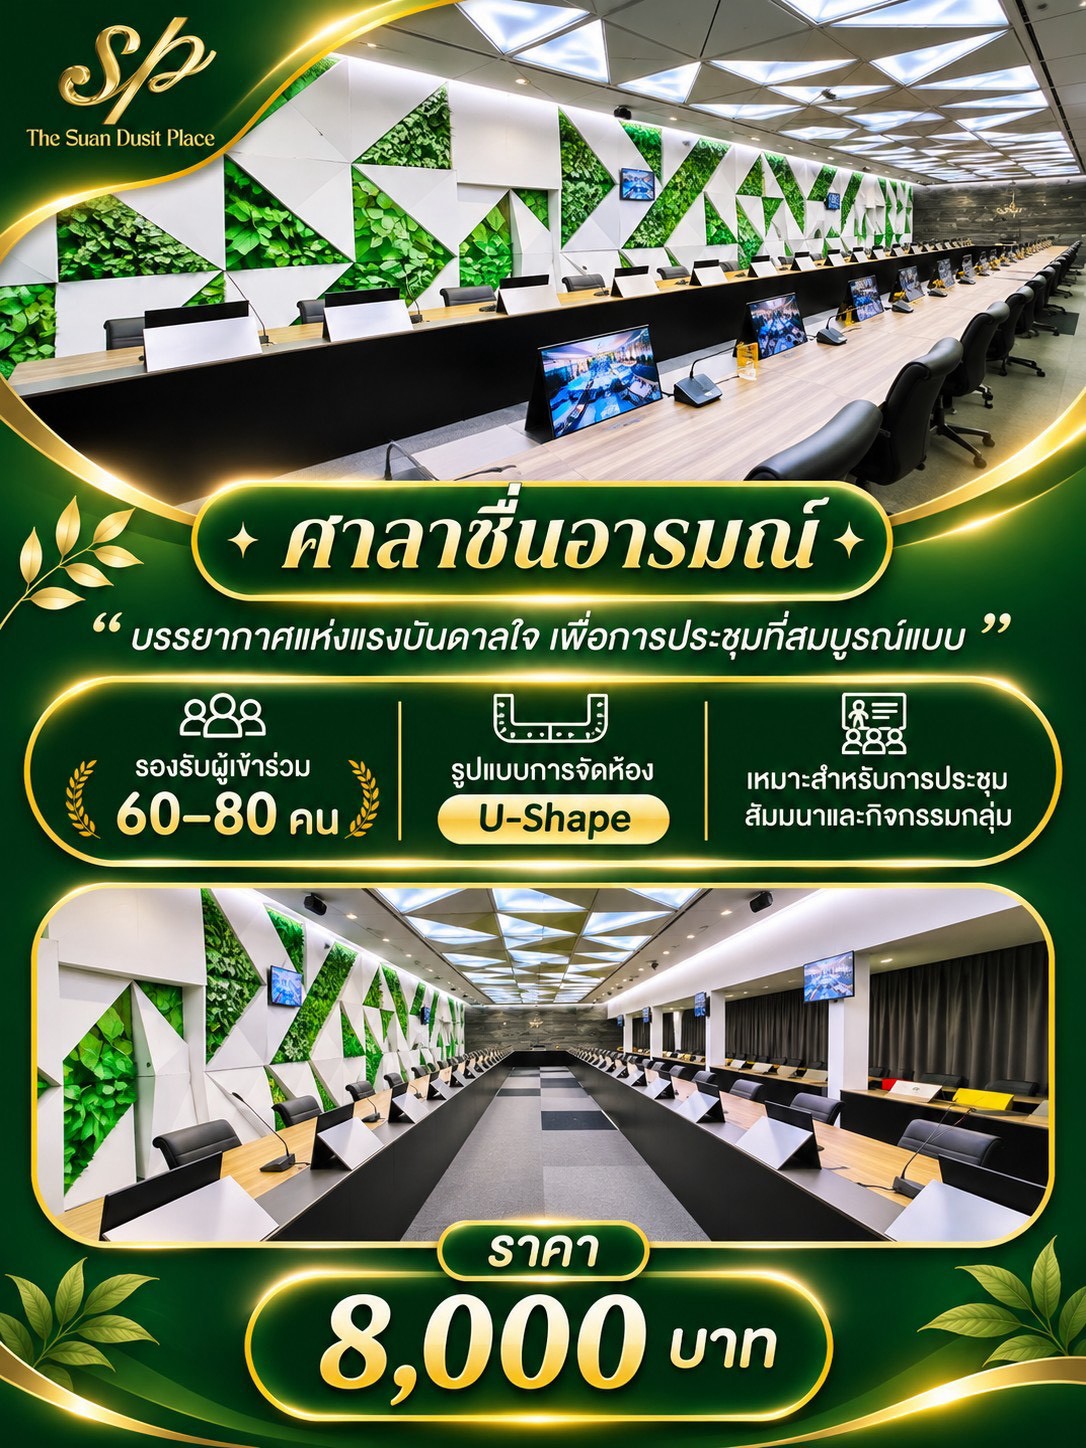 SP
The Suan Dusit Place
ศาลาชื่นอารมณ์
“ บรรยากาศแห่งแรงบันดาลใจ เพื่อการประชุมที่สมบูรณ์แบบ ”
รองรับผู้เข้าร่วม
60–80 คน
รูปแบบการจัดห้อง
U-Shape
เหมาะสำหรับการประชุม
สัมมนาและกิจกรรมกลุ่ม
ราคา
8,000 บาท